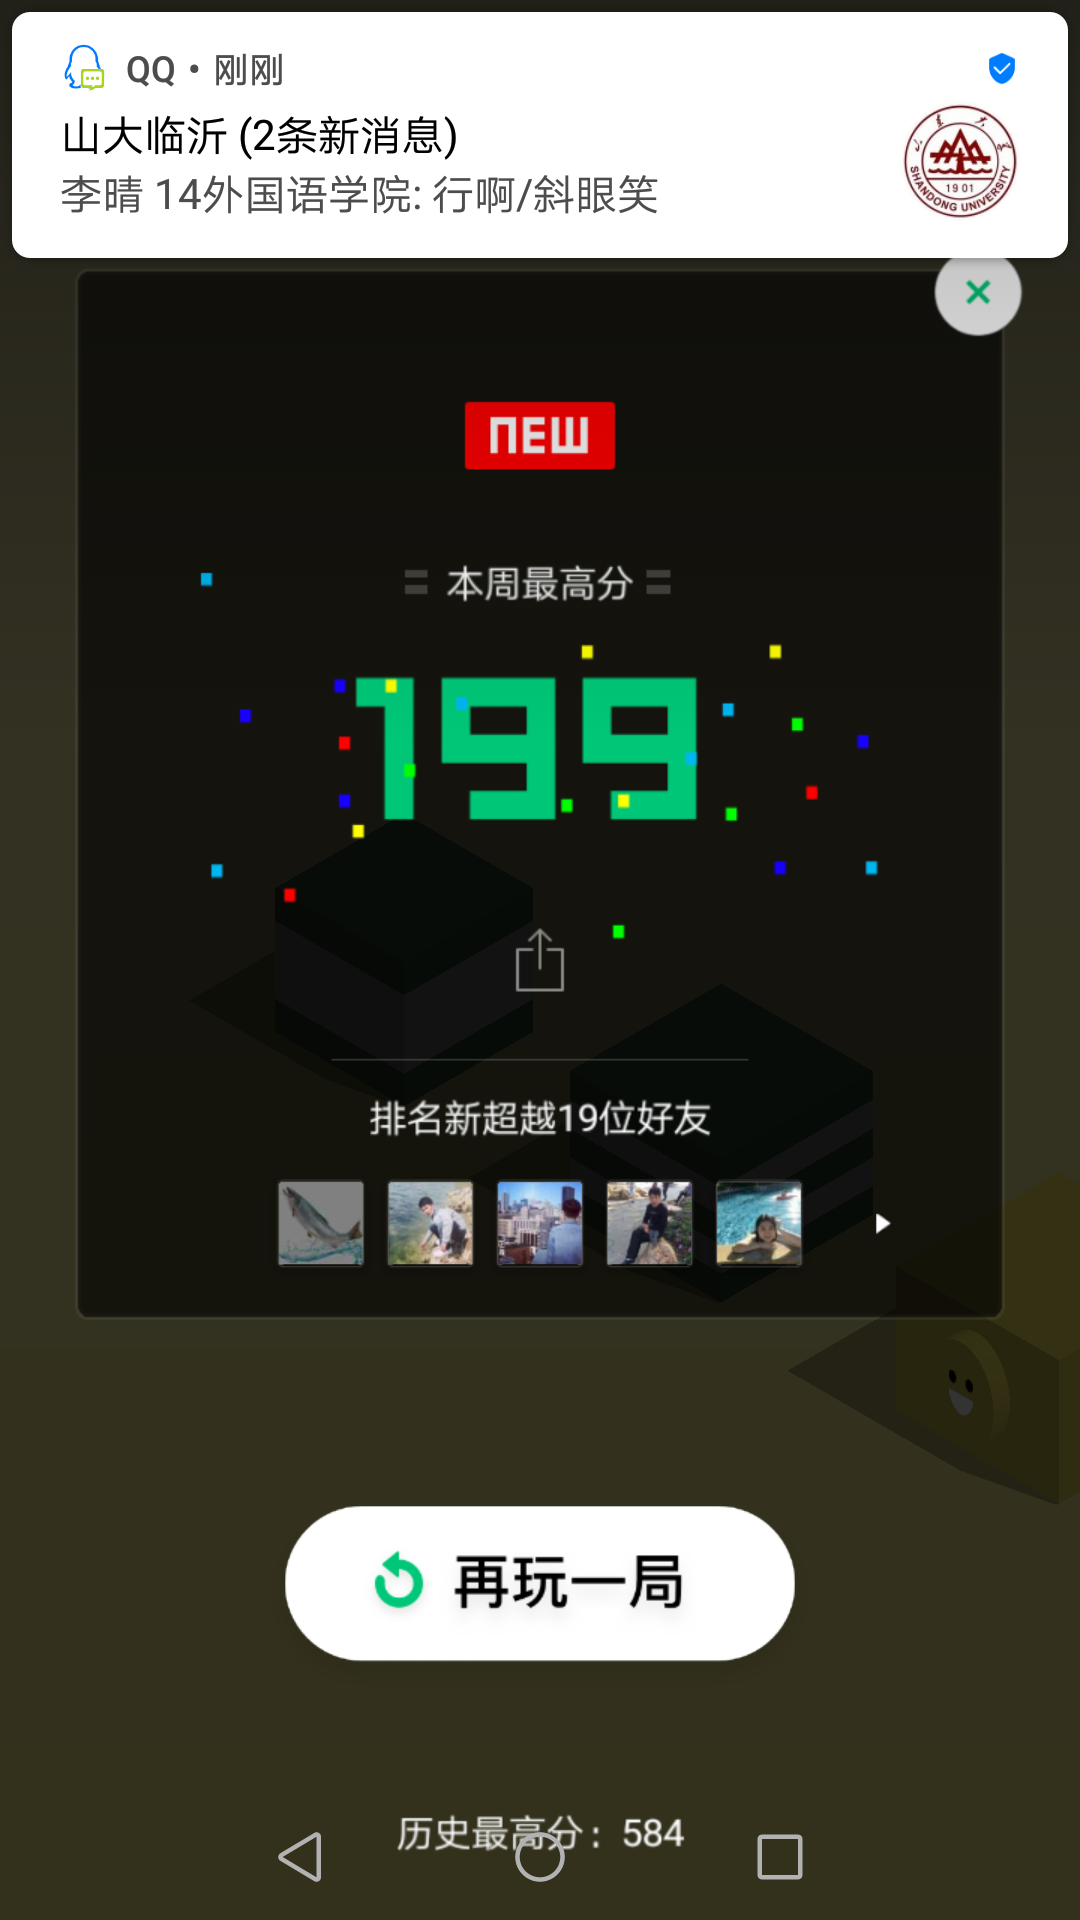 QQ • 刚刚
山大临沂 (2条新消息)
李晴 14外国语学院: 行啊/斜眼笑
1901
SHANDONG UNIVERSITY
NEW
本周最高分
199
排名新超越19位好友
再玩一局
历史最高分：584